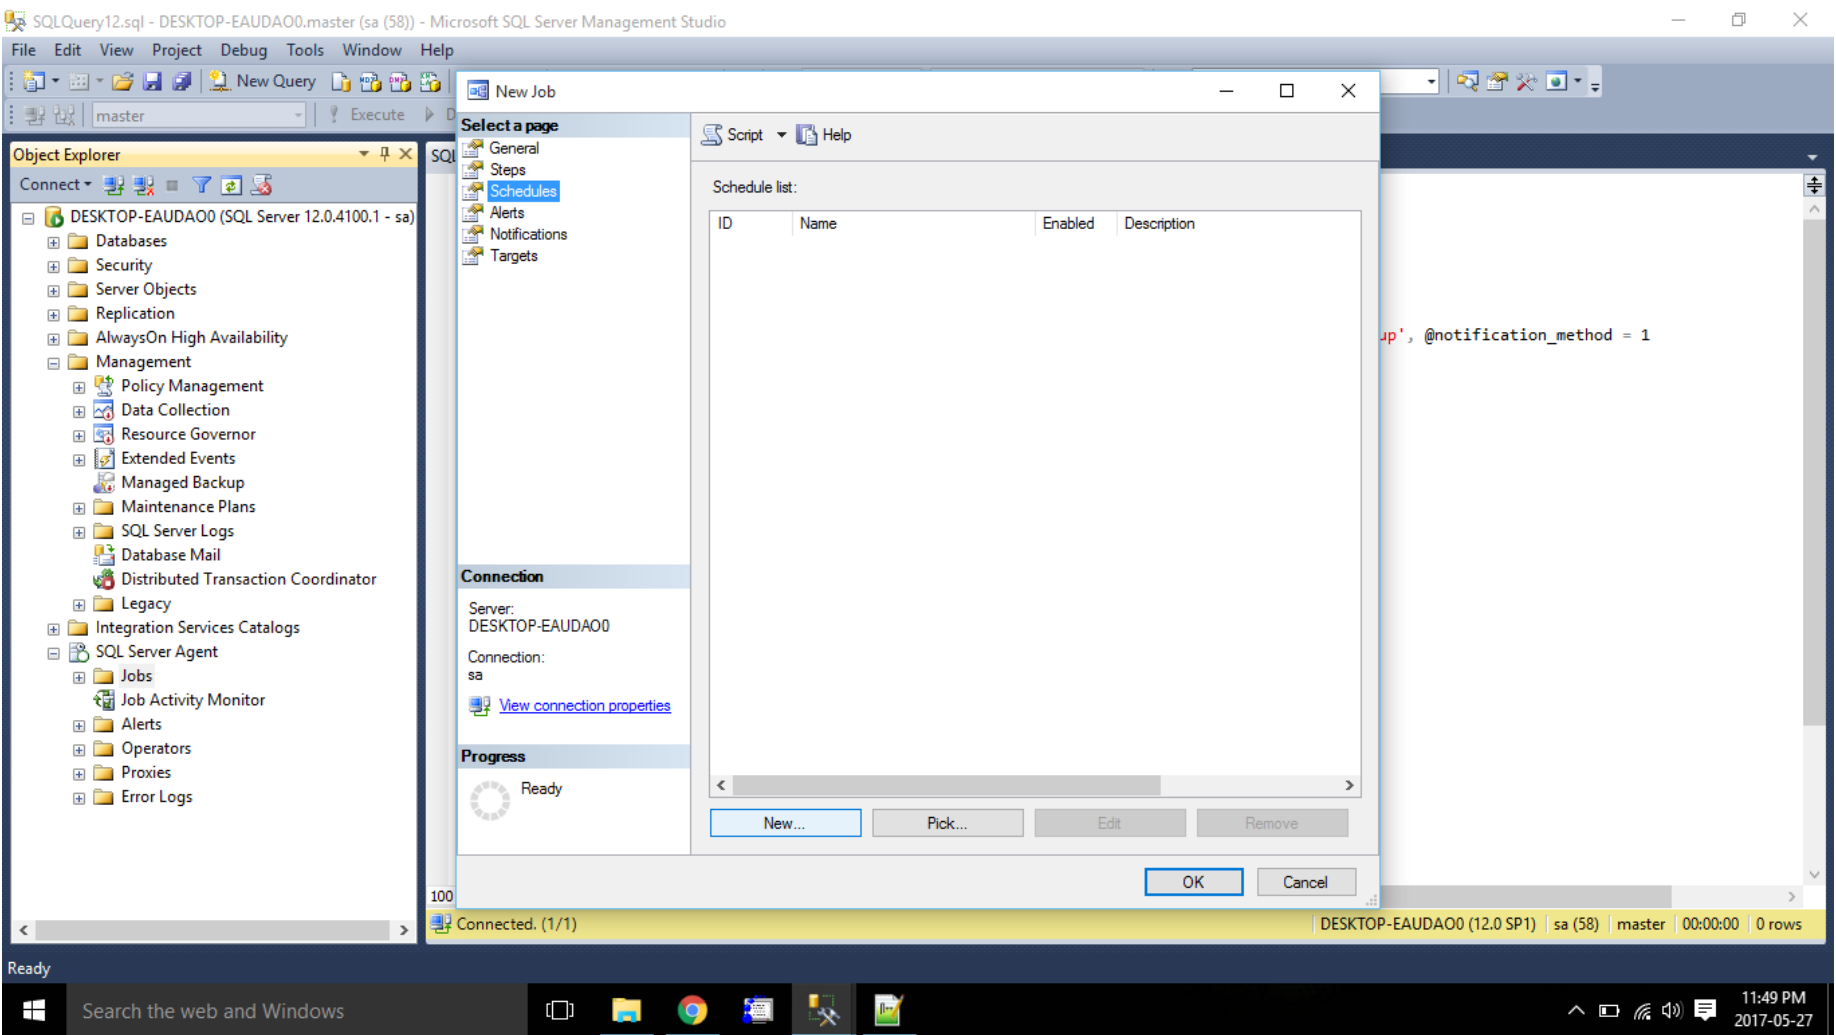 SQLQuery12.sql - DESKTOP-EAUDAO0.master (sa (58)) - Microsoft SQL Server Management Studio
File Edit View Project Debug Tools Window Help
New Query
master
Execute
Object Explorer
Connect
DESKTOP-EAUDAO0 (SQL Server 12.0.4100.1 - sa)
Databases
Security
Server Objects
Replication
AlwaysOn High Availability
Management
Policy Management
Data Collection
Resource Governor
Extended Events
Managed Backup
Maintenance Plans
SQL Server Logs
Database Mail
Distributed Transaction Coordinator
Legacy
Integration Services Catalogs
SQL Server Agent
Jobs
Job Activity Monitor
Alerts
Operators
Proxies
Error Logs
SQL
New Job
Select a page
General
Steps
Schedules
Alerts
Notifications
Targets
Connection
Server:
DESKTOP-EAUDAO0
Connection:
sa
View connection properties
Progress
Ready
Script Help
Schedule list:
ID Name Enabled Description
New... Pick... Edit Remove
OK Cancel
up', @notification_method = 1
100
Connected. (1/1)
DESKTOP-EAUDAO0 (12.0 SP1) sa (58) master 00:00:00 0 rows
Ready
Search the web and Windows
11:49 PM
2017-05-27